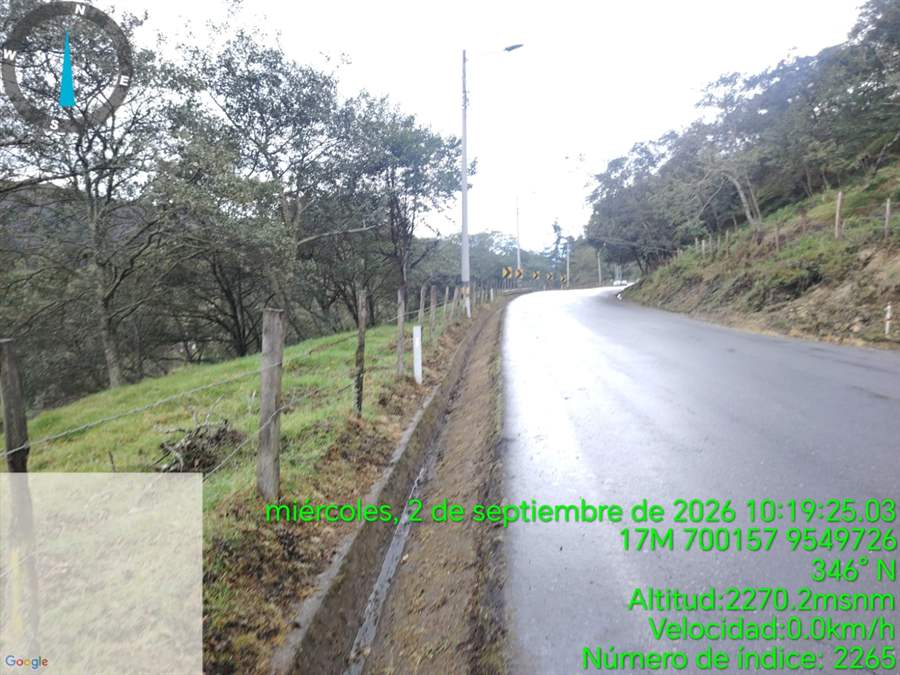 N
W
E
S
miércoles, 2 de septiembre de 2026 10:19:25.03
17M 700157 9549726
346° N
Altitud:2270.2msnm
Velocidad:0.0km/h
Número de índice: 2265
Google